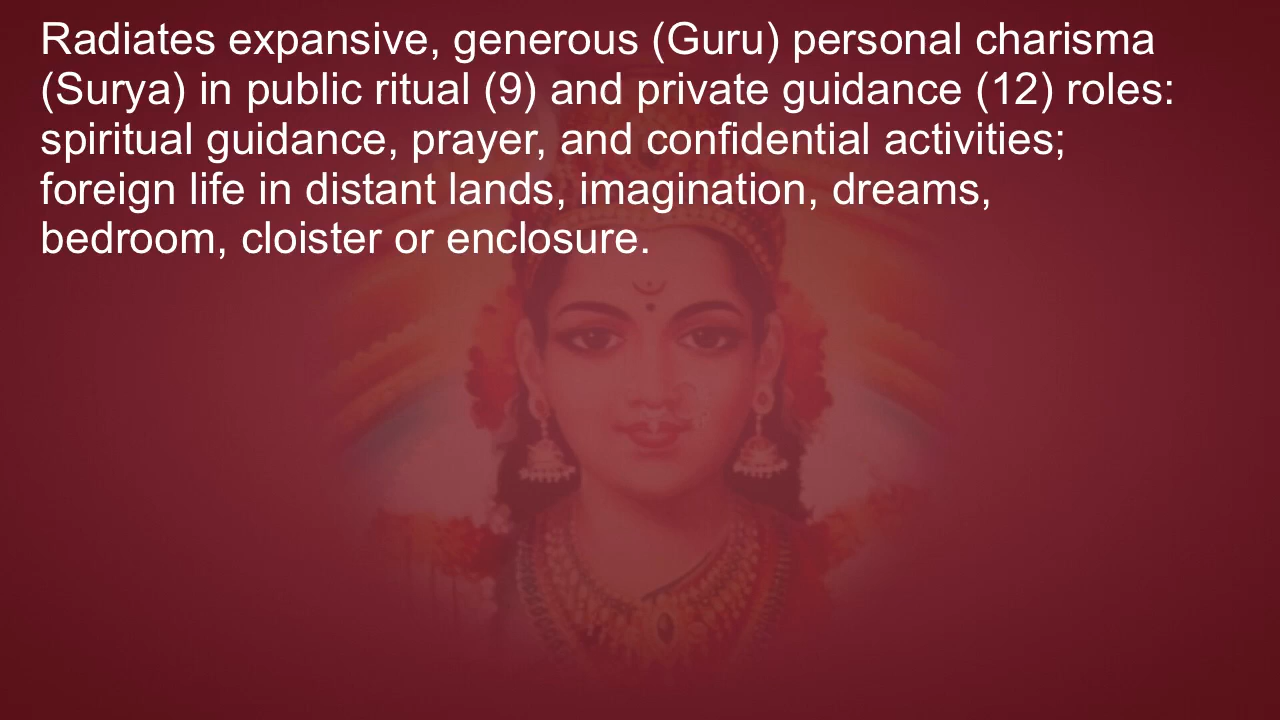 Radiates expansive, generous (Guru) personal charisma
(Surya) in public ritual (9) and private guidance (12) roles:
spiritual guidance, prayer, and confidential activities;
foreign life in distant lands, imagination, dreams,
bedroom, cloister or enclosure.